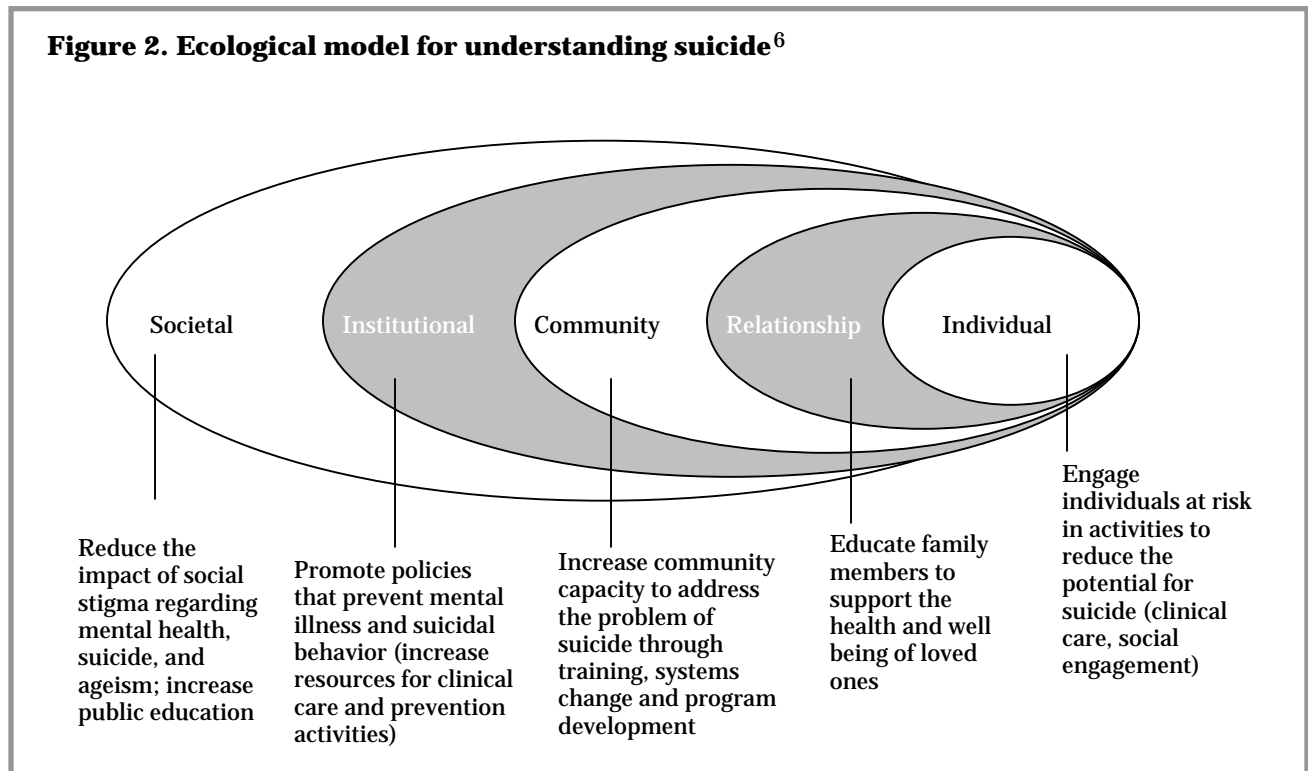 Figure 2. Ecological model for understanding suicide6
Societal
Institutional
Community
Relationship
Individual
Reduce the
impact of social
stigma regarding
mental health,
suicide, and
ageism; increase
public education
Promote policies
that prevent mental
illness and suicidal
behavior (increase
resources for clinical
care and prevention
activities)
Increase community
capacity to address
the problem of
suicide through
training, systems
change and program
development
Educate family
members to
support the
health and well
being of loved
ones
Engage
individuals at risk
in activities to
reduce the
potential for
suicide (clinical
care, social
engagement)